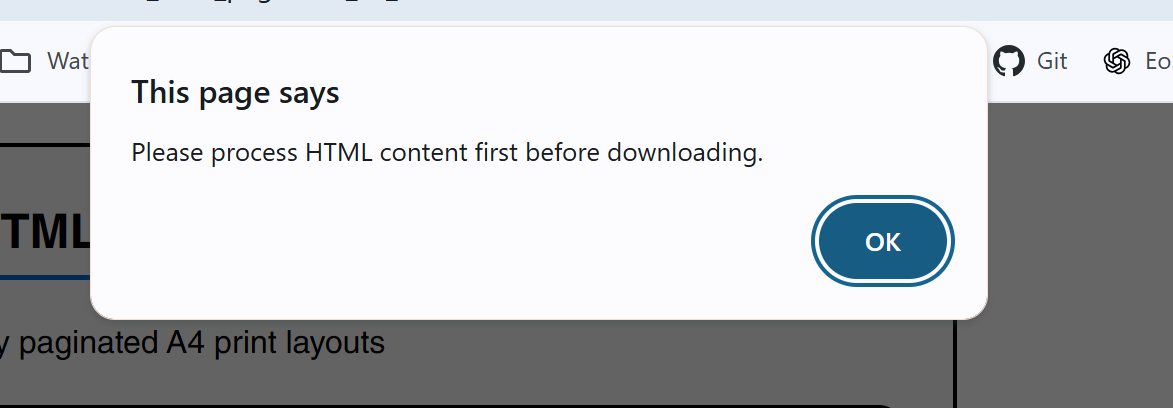 Wat
This page says
Git
Eo
Please process HTML content first before downloading.
TML
OK
y paginated A4 print layouts